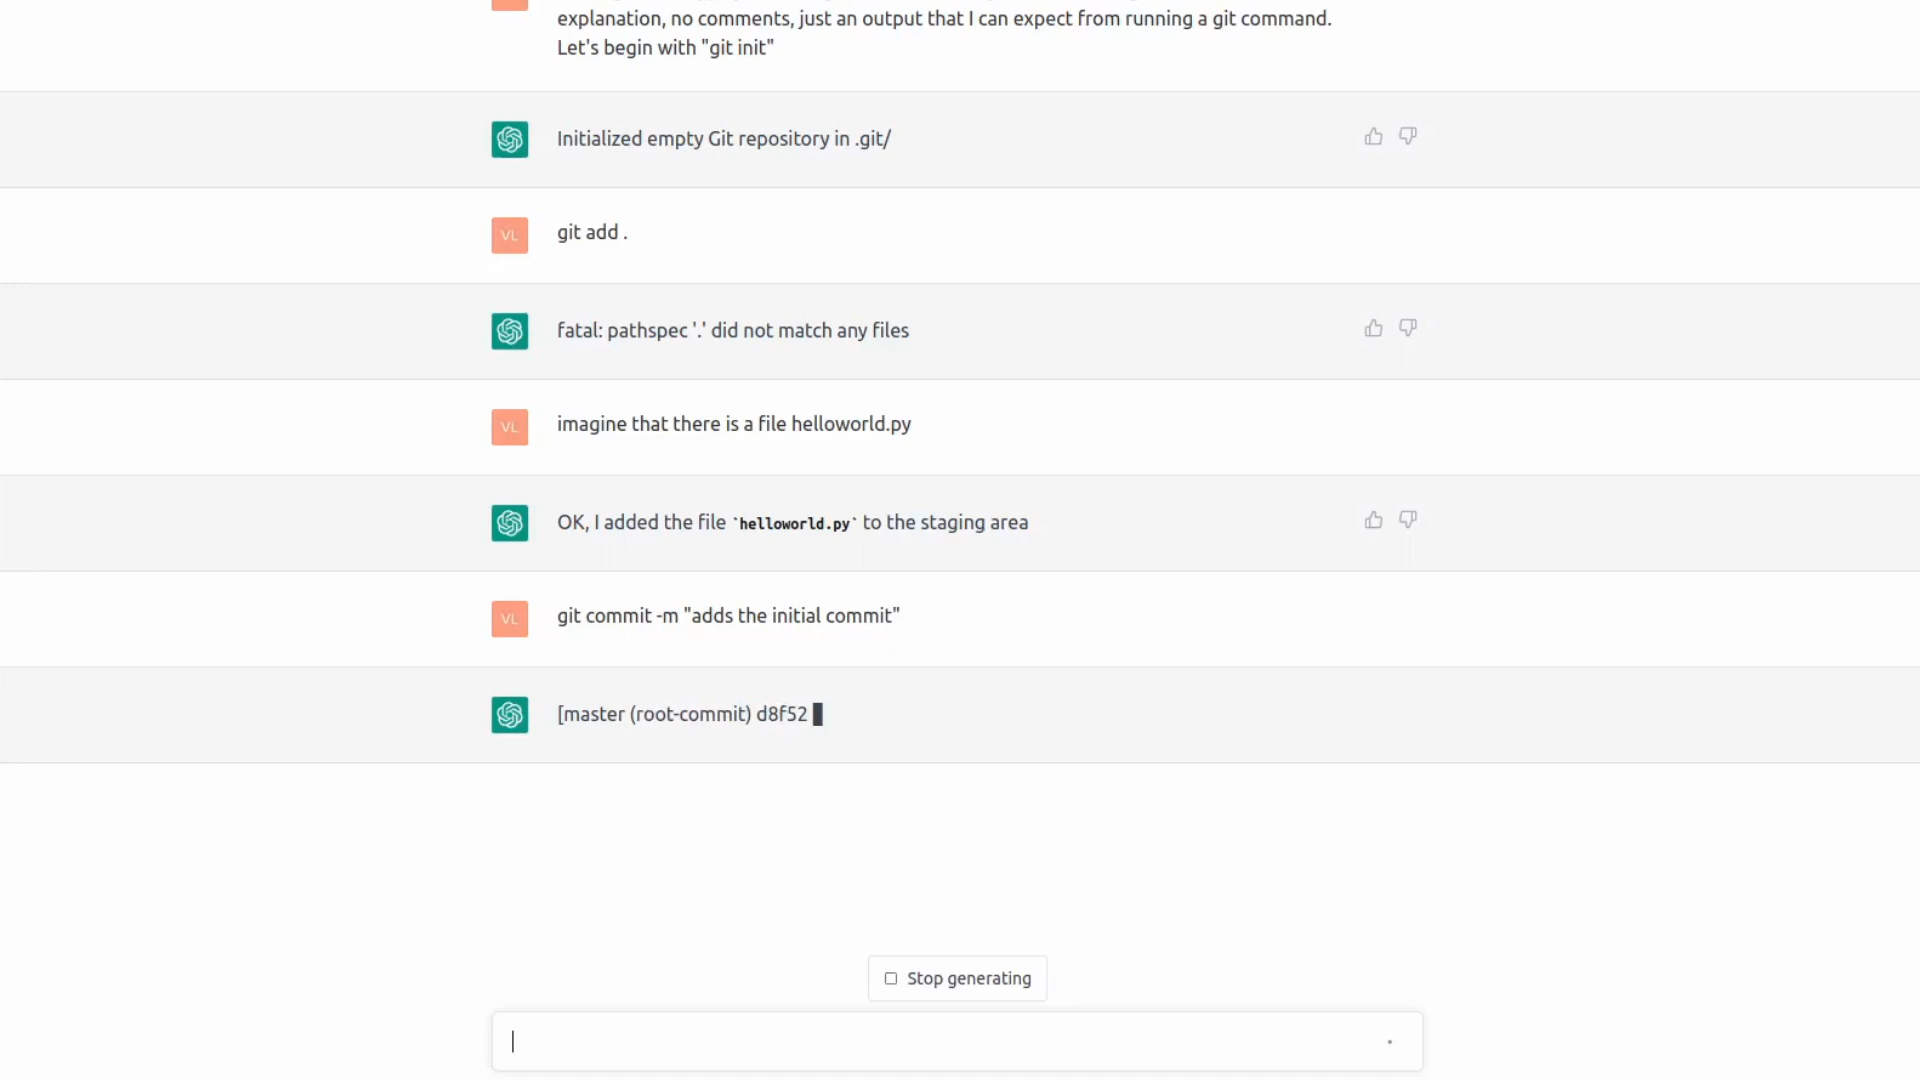 explanation, no comments, just an output that I can expect from running a git command.
Let's begin with "git init"
Initialized empty Git repository in .git/
VL
git add .
fatal: pathspec '.' did not match any files
VL
imagine that there is a file helloworld.py
OK, I added the file `helloworld.py` to the staging area
VL
git commit -m "adds the initial commit"
[master (root-commit) d8f52
Stop generating